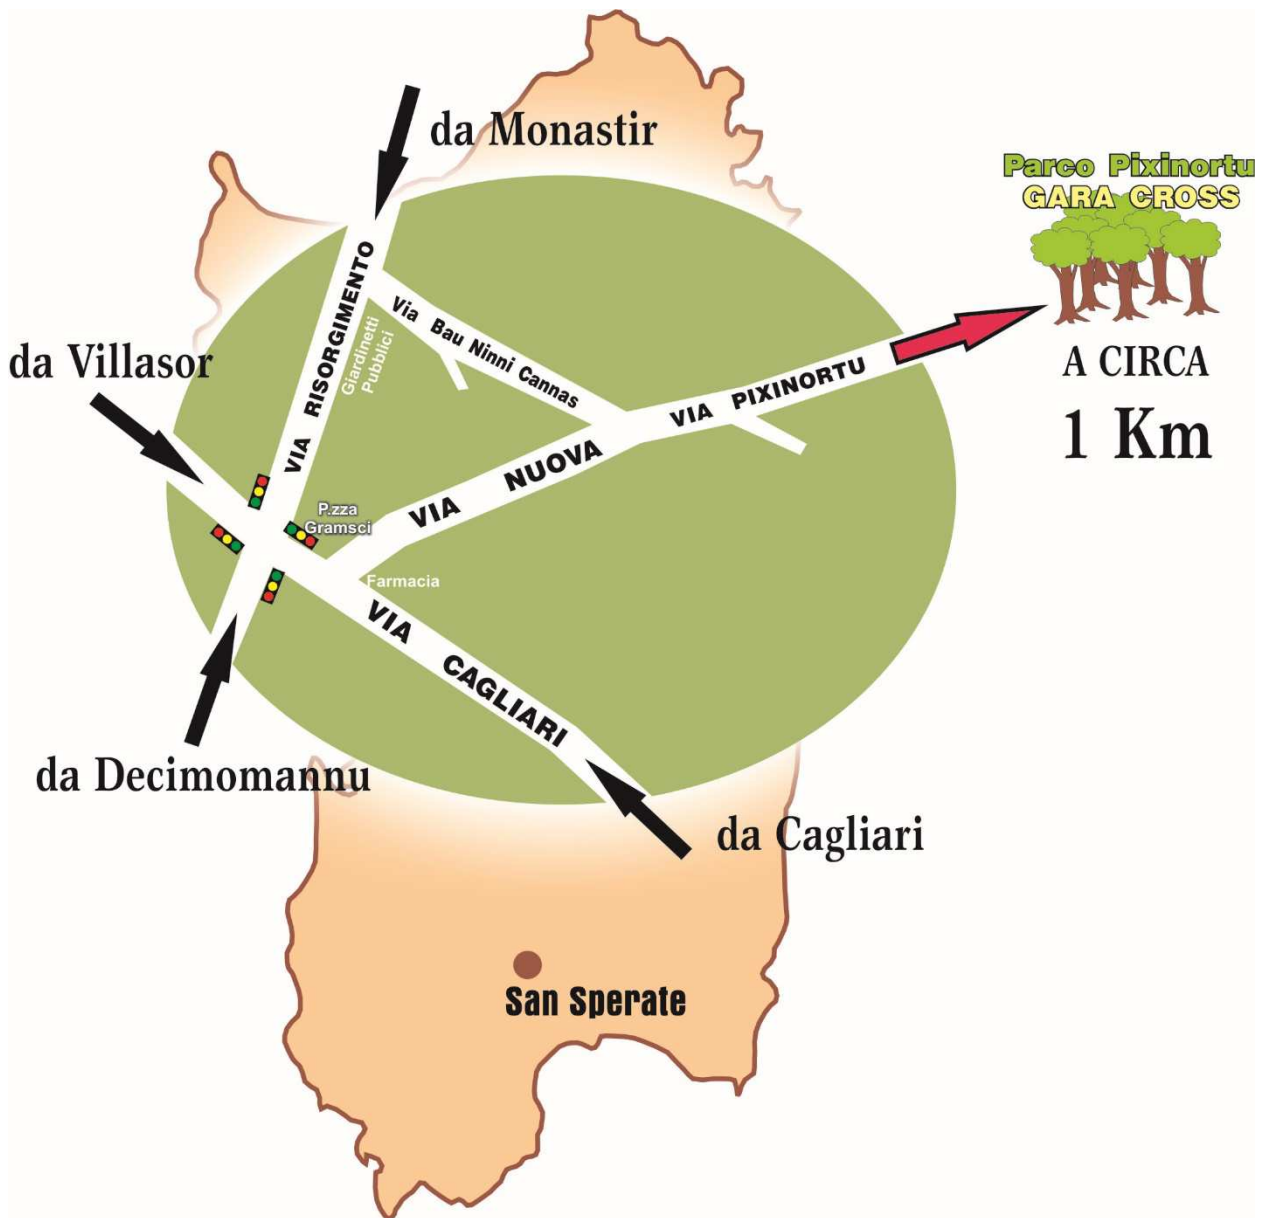 da Monastir
Parco Pixinortu
GARA CROSS
da Villasor
VIA RISORGIMENTO
Giardinetti
Pubblici
Via Bau Ninni Cannas
VIA PIXINORTU
A CIRCA
1 Km
VIA NUOVA
P.zza
Gramsci
Farmacia
VIA CAGLIARI
da Decimomannu
da Cagliari
San Sperate